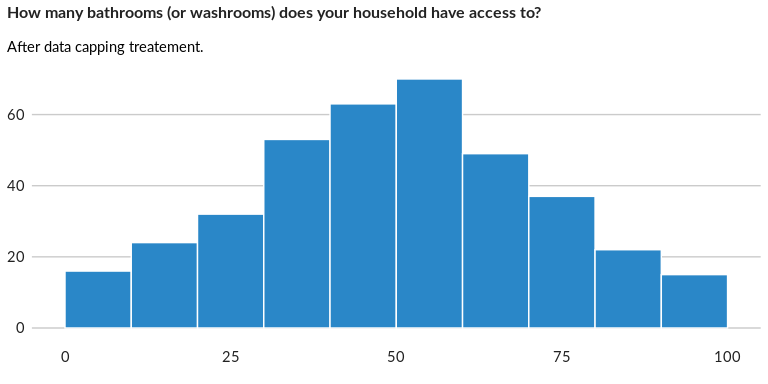 How many bathrooms (or washrooms) does your household have access to?
After data capping treatement.
60
40
20
0
0 25 50 75 100